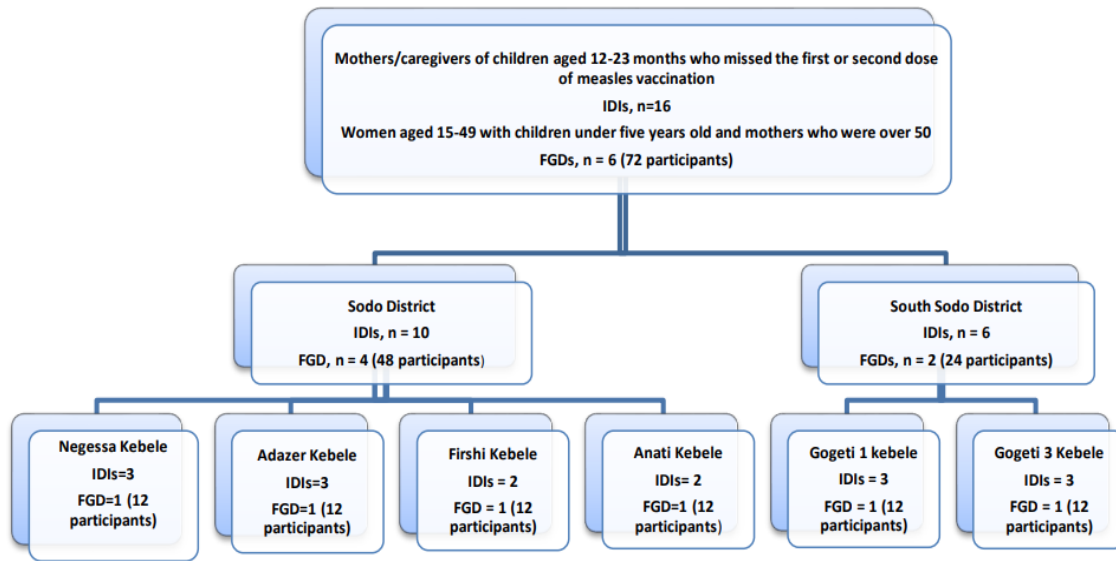 Mothers/caregivers of children aged 12-23 months who missed the first or second dose
of measles vaccination
IDIs, n=16
Women aged 15-49 with children under five years old and mothers who were over 50
FGDs, n = 6 (72 participants)
Sodo District
IDIs, n = 10
FGD, n = 4 (48 participants)
South Sodo District
IDIs, n = 6
FGDs, n = 2 (24 participants)
Negessa Kebele
IDIs=3
FGD=1 (12
participants)
Adazer Kebele
IDIs=3
FGD=1 (12
participants)
Firshi Kebele
IDIs = 2
FGD = 1 (12
participants)
Anati Kebele
IDIs = 2
FGD=1 (12
participants)
Gogeti 1 kebele
IDIs = 3
FGD = 1 (12
participants)
Gogeti 3 Kebele
IDIs = 3
FGD = 1 (12
participants)